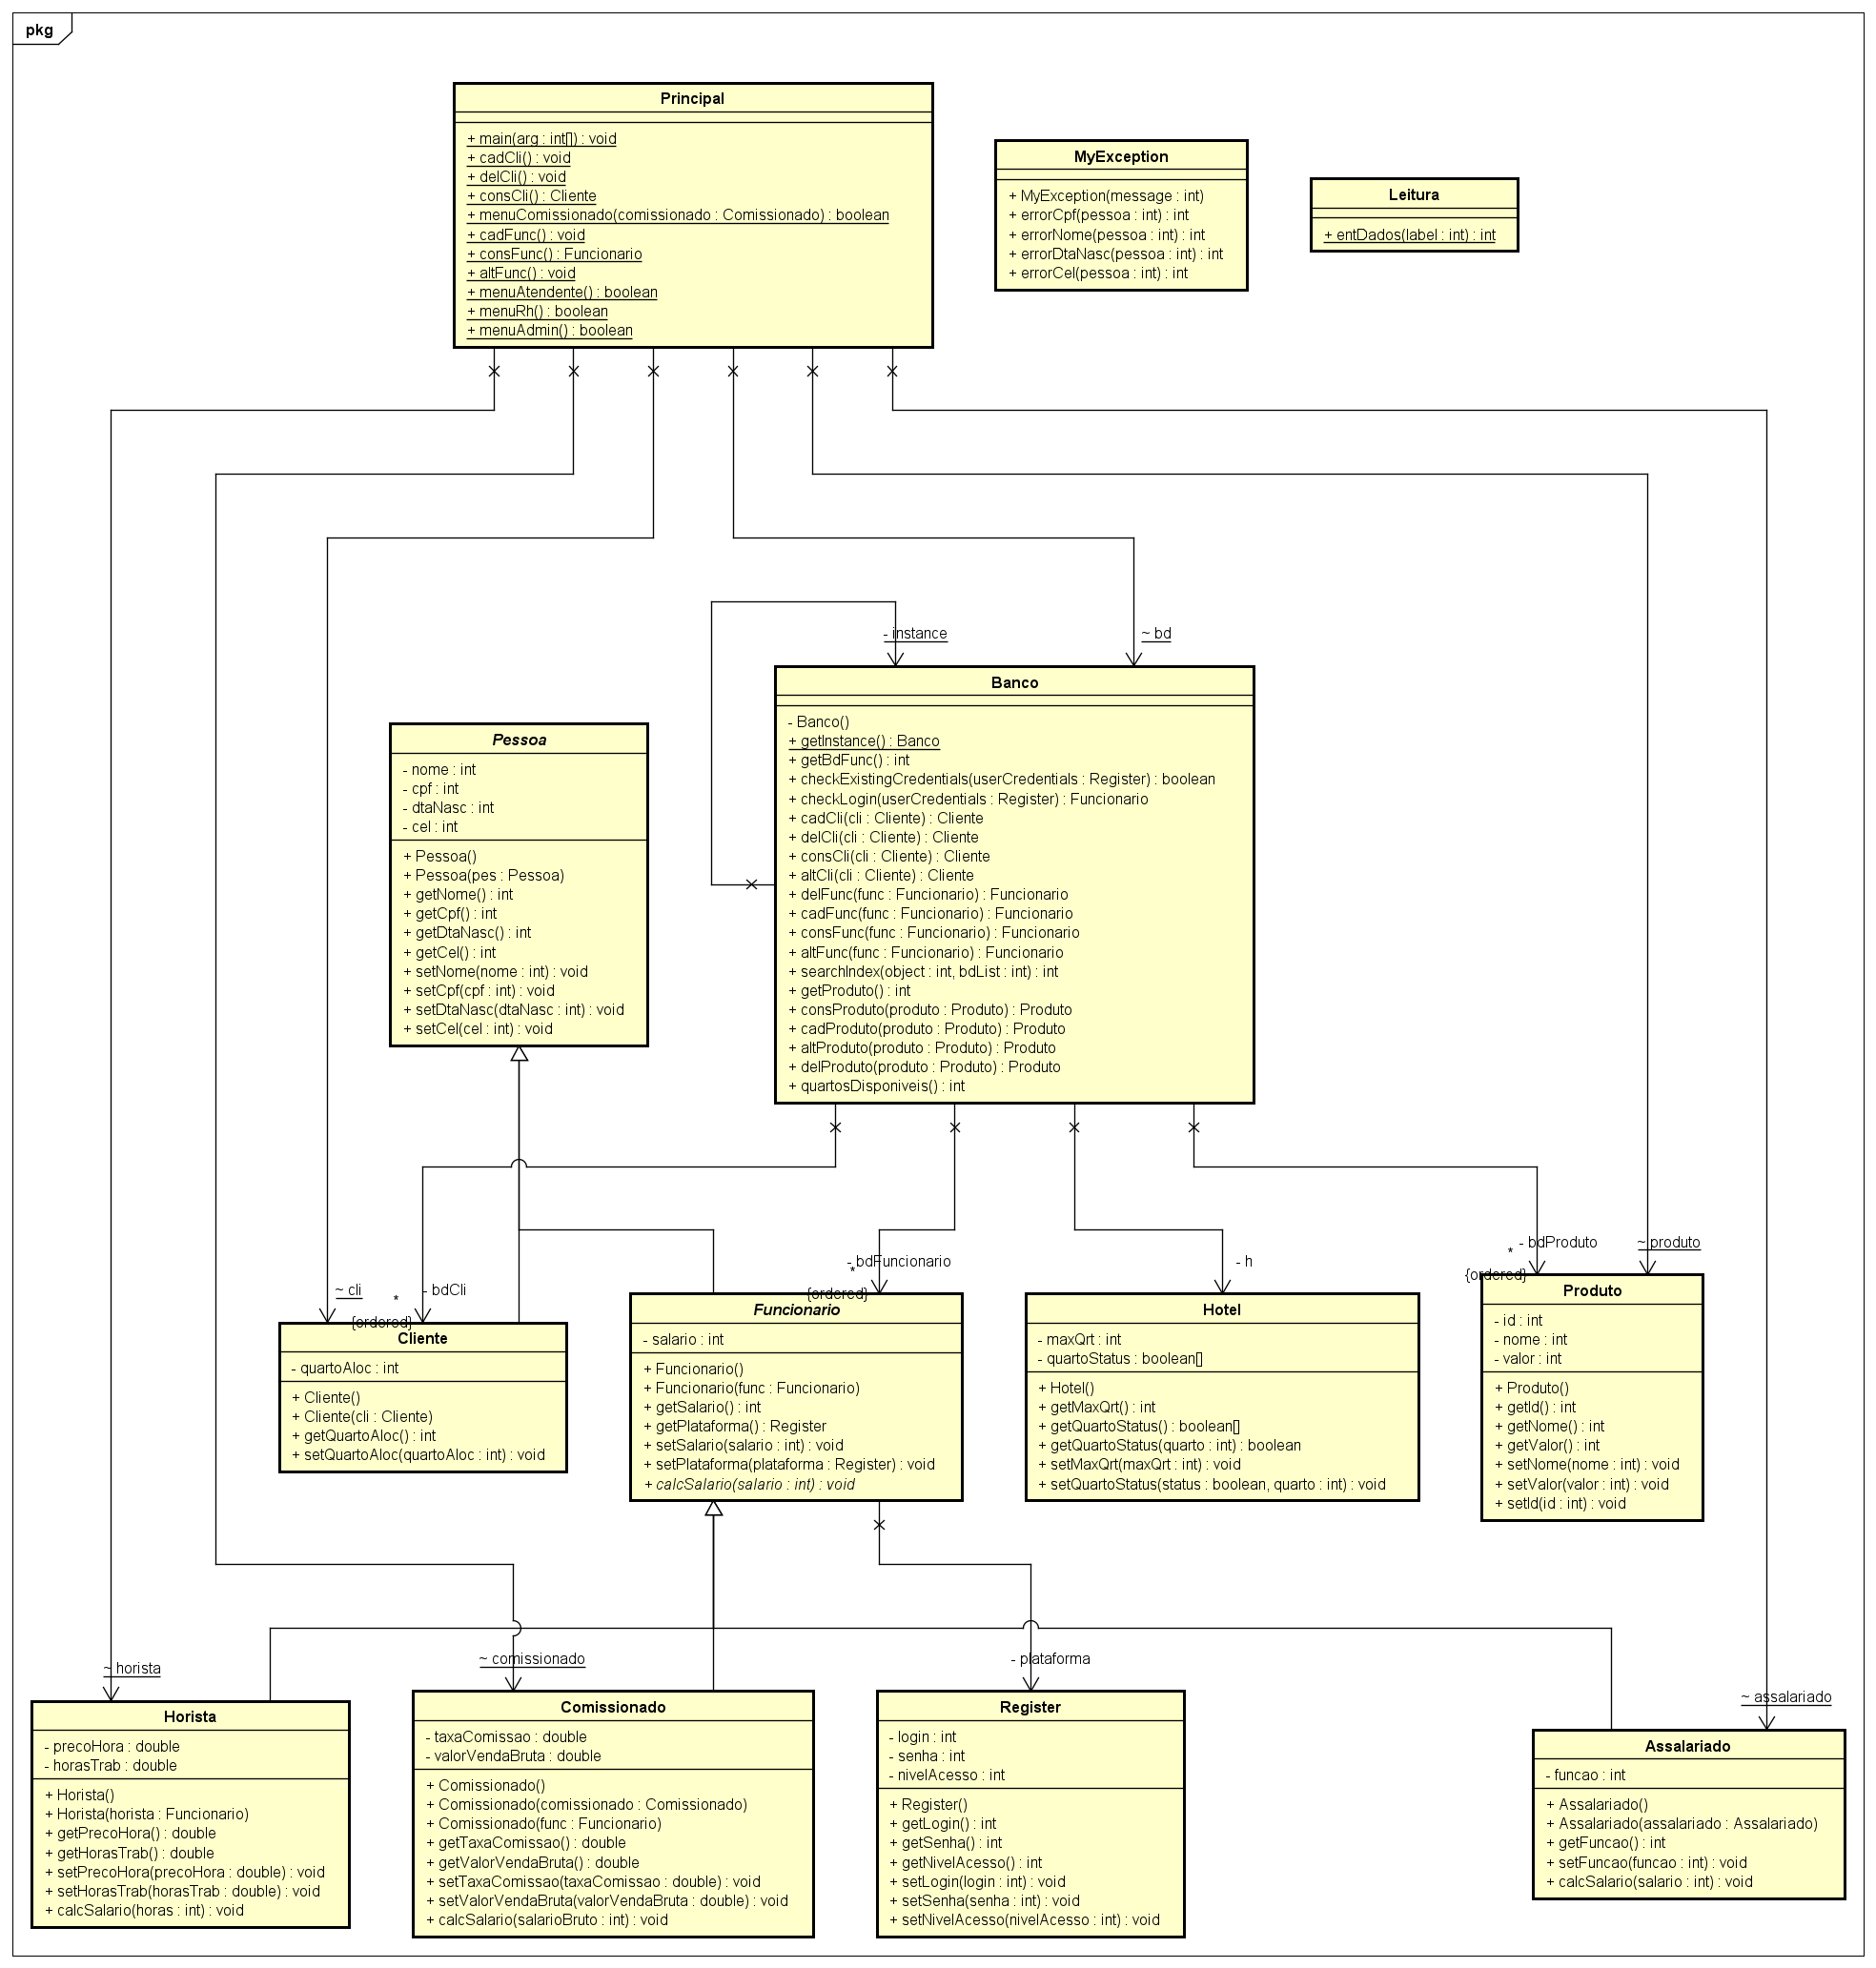 pkg
Principal
+ main(arg : int[]) : void
+ cadCli() : void
+ delCli() : void
+ consCli() : Cliente
+ menuComissionado(comissionado : Comissionado) : boolean
+ cadFunc() : void
+ consFunc() : Funcionario
+ altFunc() : void
+ menuAtendente() : boolean
+ menuRh() : boolean
+ menuAdmin() : boolean
MyException
+ MyException(message : int)
+ errorCpf(pessoa : int) : int
+ errorNome(pessoa : int) : int
+ errorDtaNasc(pessoa : int) : int
+ errorCel(pessoa : int) : int
Leitura
+ entDados(label : int) : int
- instance
~ bd
Banco
- Banco()
+ getInstance() : Banco
+ getBdFunc() : int
+ checkExistingCredentials(userCredentials : Register) : boolean
+ checkLogin(userCredentials : Register) : Funcionario
+ cadCli(cli : Cliente) : Cliente
+ delCli(cli : Cliente) : Cliente
+ consCli(cli : Cliente) : Cliente
+ altCli(cli : Cliente) : Cliente
+ delFunc(func : Funcionario) : Funcionario
+ cadFunc(func : Funcionario) : Funcionario
+ consFunc(func : Funcionario) : Funcionario
+ altFunc(func : Funcionario) : Funcionario
+ searchIndex(object : int, bdList : int) : int
+ getProduto() : int
+ consProduto(produto : Produto) : Produto
+ cadProduto(produto : Produto) : Produto
+ altProduto(produto : Produto) : Produto
+ delProduto(produto : Produto) : Produto
+ quartosDisponiveis() : int
Pessoa
- nome : int
- cpf : int
- dtaNasc : int
- cel : int
+ Pessoa()
+ Pessoa(pes : Pessoa)
+ getNome() : int
+ getCpf() : int
+ getDtaNasc() : int
+ getCel() : int
+ setNome(nome : int) : void
+ setCpf(cpf : int) : void
+ setDtaNasc(dtaNasc : int) : void
+ setCel(cel : int) : void
~ cli
*
- bdCli
{ordered}
Cliente
- quartoAloc : int
+ Cliente()
+ Cliente(cli : Cliente)
+ getQuartoAloc() : int
+ setQuartoAloc(quartoAloc : int) : void
- bdFuncionario
*
{ordered}
Funcionario
- salario : int
+ Funcionario()
+ Funcionario(func : Funcionario)
+ getSalario() : int
+ getPlataforma() : Register
+ setSalario(salario : int) : void
+ setPlataforma(plataforma : Register) : void
+ calcSalario(salario : int) : void
- h
Hotel
- maxQrt : int
- quartoStatus : boolean[]
+ Hotel()
+ getMaxQrt() : int
+ getQuartoStatus() : boolean[]
+ getQuartoStatus(quarto : int) : boolean
+ setMaxQrt(maxQrt : int) : void
+ setQuartoStatus(status : boolean, quarto : int) : void
- bdProduto
*
{ordered}
~ produto
Produto
- id : int
- nome : int
- valor : int
+ Produto()
+ getId() : int
+ getNome() : int
+ getValor() : int
+ setNome(nome : int) : void
+ setValor(valor : int) : void
+ setId(id : int) : void
~ horista
Horista
- precoHora : double
- horasTrab : double
+ Horista()
+ Horista(horista : Funcionario)
+ getPrecoHora() : double
+ getHorasTrab() : double
+ setPrecoHora(precoHora : double) : void
+ setHorasTrab(horasTrab : double) : void
+ calcSalario(horas : int) : void
~ comissionado
Comissionado
- taxaComissao : double
- valorVendaBruta : double
+ Comissionado()
+ Comissionado(comissionado : Comissionado)
+ Comissionado(func : Funcionario)
+ getTaxaComissao() : double
+ getValorVendaBruta() : double
+ setTaxaComissao(taxaComissao : double) : void
+ setValorVendaBruta(valorVendaBruta : double) : void
+ calcSalario(salarioBruto : int) : void
- plataforma
Register
- login : int
- senha : int
- nivelAcesso : int
+ Register()
+ getLogin() : int
+ getSenha() : int
+ getNivelAcesso() : int
+ setLogin(login : int) : void
+ setSenha(senha : int) : void
+ setNivelAcesso(nivelAcesso : int) : void
~ assalariado
Assalariado
- funcao : int
+ Assalariado()
+ Assalariado(assalariado : Assalariado)
+ getFuncao() : int
+ setFuncao(funcao : int) : void
+ calcSalario(salario : int) : void